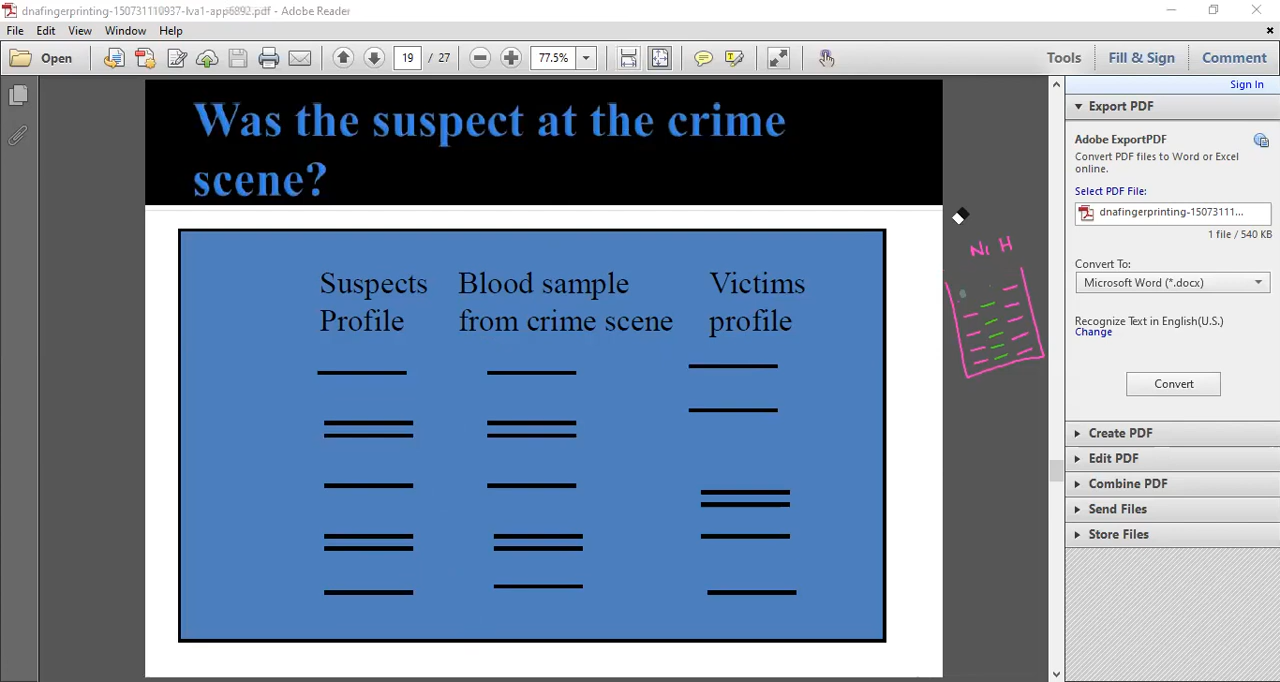 dnafingerprinting-150731110937-lva1-app6892.pdf - Adobe Reader
File Edit View Window Help
Open 19 / 27 77.5% Tools Fill & Sign Comment
Sign In
Was the suspect at the crime
scene?
Suspects Blood sample Victims
Profile from crime scene profile
N1 H
Export PDF
Adobe ExportPDF
Convert PDF files to Word or Excel
online.
Select PDF File:
dnafingerprinting-15073111...
1 file / 540 KB
Convert To:
Microsoft Word (*.docx)
Recognize Text in English(U.S.)
Change
Convert
Create PDF
Edit PDF
Combine PDF
Send Files
Store Files